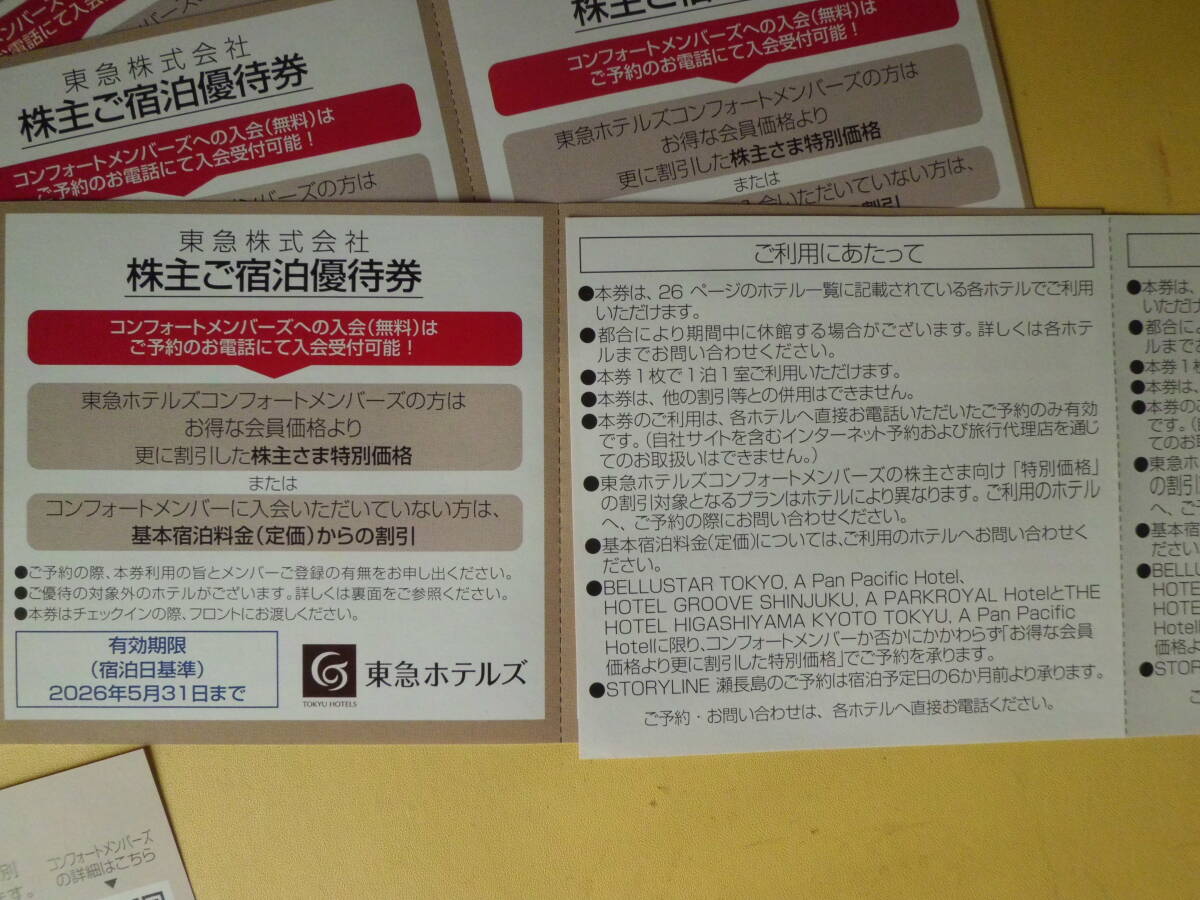 東急株式会社
株主ご宿泊優待券
コンフォートメンバーズへの入会(無料)は
ご予約のお電話にて入会受付可能！
コンフォートメンバーズへの入会(無料)は
ご予約のお電話にて入会受付可能！
東急ホテルズコンフォートメンバーズの方は
お得な会員価格より
更に割引した株主さま特別価格
または
東急株式会社
株主ご宿泊優待券
コンフォートメンバーズへの入会(無料)は
ご予約のお電話にて入会受付可能！
東急ホテルズコンフォートメンバーズの方は
お得な会員価格より
更に割引した株主さま特別価格
または
コンフォートメンバーに入会いただいていない方は、
基本宿泊料金(定価)からの割引
●ご予約の際、本券利用の旨とメンバーご登録の有無をお申し出ください。
●ご優待の対象外のホテルがございます。詳しくは裏面をご参照ください。
●本券はチェックインの際、フロントにお渡しください。
有効期限
(宿泊日基準)
2026年5月31日まで
東急ホテルズ
TOKYU HOTELS
ご利用にあたって
●本券は、26 ページのホテル一覧に記載されている各ホテルでご利用
いただけます。
●都合により期間中に休館する場合がございます。詳しくは各ホテ
ルまでお問い合わせください。
●本券1枚で1泊1室ご利用いただけます。
●本券は、他の割引等との併用はできません。
●本券のご利用は、各ホテルへ直接お電話いただいたご予約のみ有効
です。(自社サイトを含むインターネット予約および旅行代理店を通じ
てのお取扱いはできません。)
●東急ホテルズコンフォートメンバーズの株主さま向け「特別価格」
の割引対象となるプランはホテルにより異なります。ご利用のホテル
へ、ご予約の際にお問い合わせください。
●基本宿泊料金(定価)については、ご利用のホテルへお問い合わせく
ださい。
●BELLUSTAR TOKYO, A Pan Pacific Hotel、
HOTEL GROOVE SHINJUKU, A PARKROYAL HotelとTHE
HOTEL HIGASHIYAMA KYOTO TOKYU, A Pan Pacific
Hotelに限り、コンフォートメンバーか否かにかかわらず「お得な会員
価格より更に割引した特別価格」でご予約を承ります。
●STORYLINE 瀬長島のご予約は宿泊予定日の6か月前より承ります。
ご予約・お問い合わせは、各ホテルへ直接お電話ください。
コンフォートメンバーズ
の詳細はこちら